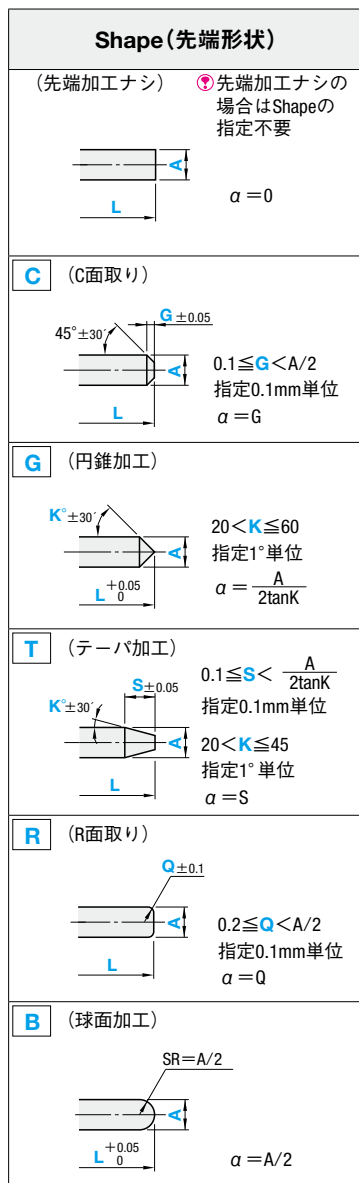 Shape(先端形状)
(先端加工ナシ)
先端加工ナシの
場合はShapeの
指定不要
A
L
α=0
C (C面取り)
G±0.05
45°±30′
A
L
0.1≦G<A/2
指定0.1mm単位
α=G
G (円錐加工)
K°±30′
A
L +0.05 0
20<K≦60
指定1°単位
α= A
2tanK
T (テーパ加工)
S±0.05
K°±30′
A
L
0.1≦S< A
2tanK
指定0.1mm単位
20<K≦45
指定1°単位
α=S
R (R面取り)
Q±0.1
A
L
0.2≦Q<A/2
指定0.1mm単位
α=Q
B (球面加工)
SR=A/2
A
L +0.05 0
α=A/2